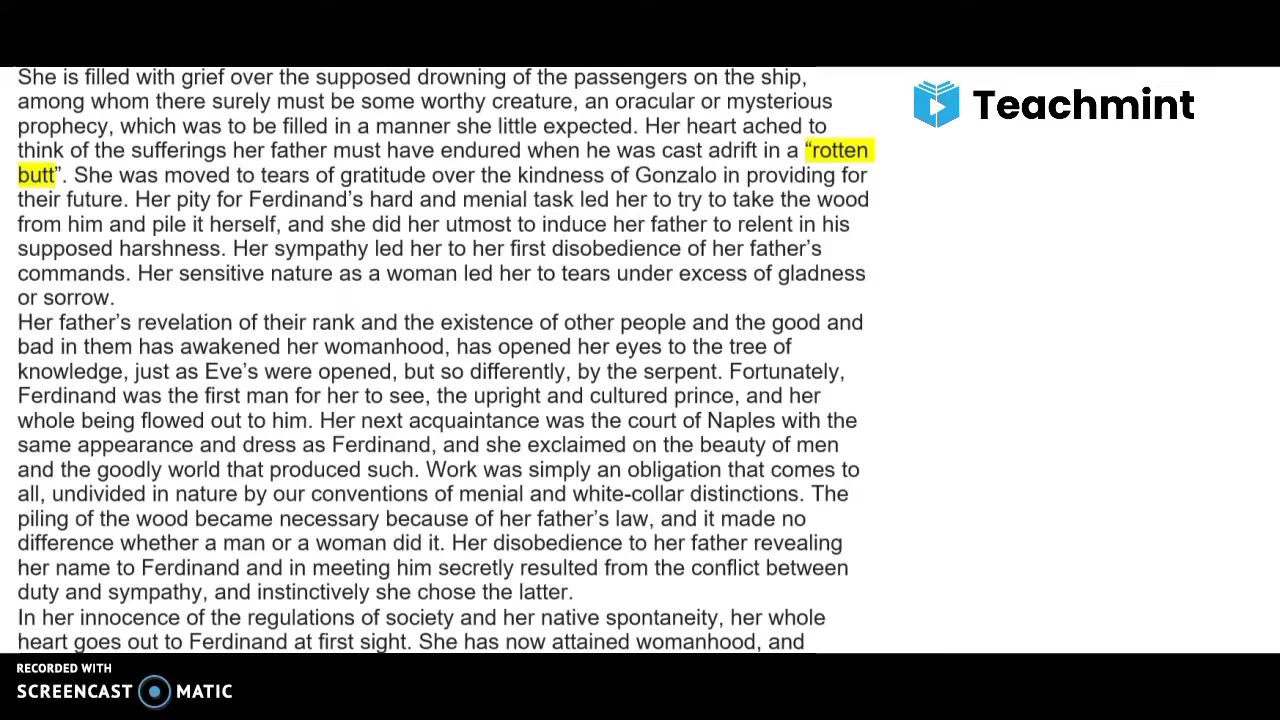 She is filled with grief over the supposed drowning of the passengers on the ship,
among whom there surely must be some worthy creature, an oracular or mysterious
prophecy, which was to be filled in a manner she little expected. Her heart ached to
think of the sufferings her father must have endured when he was cast adrift in a “rotten
butt”. She was moved to tears of gratitude over the kindness of Gonzalo in providing for
their future. Her pity for Ferdinand’s hard and menial task led her to try to take the wood
from him and pile it herself, and she did her utmost to induce her father to relent in his
supposed harshness. Her sympathy led her to her first disobedience of her father’s
commands. Her sensitive nature as a woman led her to tears under excess of gladness
or sorrow.
Her father’s revelation of their rank and the existence of other people and the good and
bad in them has awakened her womanhood, has opened her eyes to the tree of
knowledge, just as Eve’s were opened, but so differently, by the serpent. Fortunately,
Ferdinand was the first man for her to see, the upright and cultured prince, and her
whole being flowed out to him. Her next acquaintance was the court of Naples with the
same appearance and dress as Ferdinand, and she exclaimed on the beauty of men
and the goodly world that produced such. Work was simply an obligation that comes to
all, undivided in nature by our conventions of menial and white-collar distinctions. The
piling of the wood became necessary because of her father’s law, and it made no
difference whether a man or a woman did it. Her disobedience to her father revealing
her name to Ferdinand and in meeting him secretly resulted from the conflict between
duty and sympathy, and instinctively she chose the latter.
In her innocence of the regulations of society and her native spontaneity, her whole
heart goes out to Ferdinand at first sight. She has now attained womanhood, and
Teachmint
RECORDED WITH
SCREENCAST MATIC